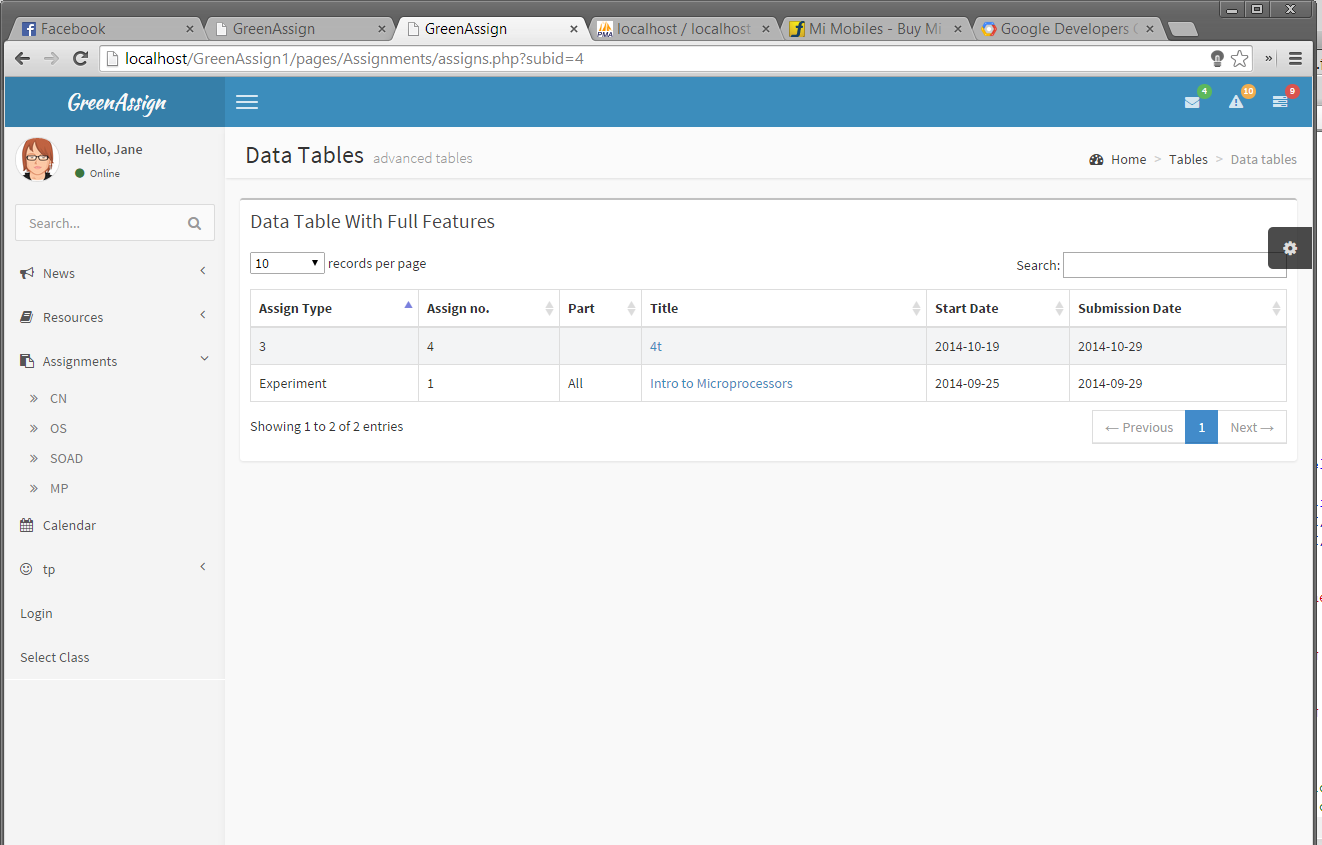 Facebook
GreenAssign
GreenAssign
localhost / localhost
Mi Mobiles - Buy Mi
Google Developers
localhost/GreenAssign1/pages/Assignments/assigns.php?subid=4
GreenAssign
4
10
9
Hello, Jane
Online
Data Tables advanced tables
Home > Tables > Data tables
Search...
News
Resources
Assignments
CN
OS
SOAD
MP
Calendar
tp
Login
Select Class
Data Table With Full Features
10 records per page
Search:
Assign Type Assign no. Part Title Start Date Submission Date
3 4 4t 2014-10-19 2014-10-29
Experiment 1 All Intro to Microprocessors 2014-09-25 2014-09-29
Showing 1 to 2 of 2 entries
← Previous 1 Next →